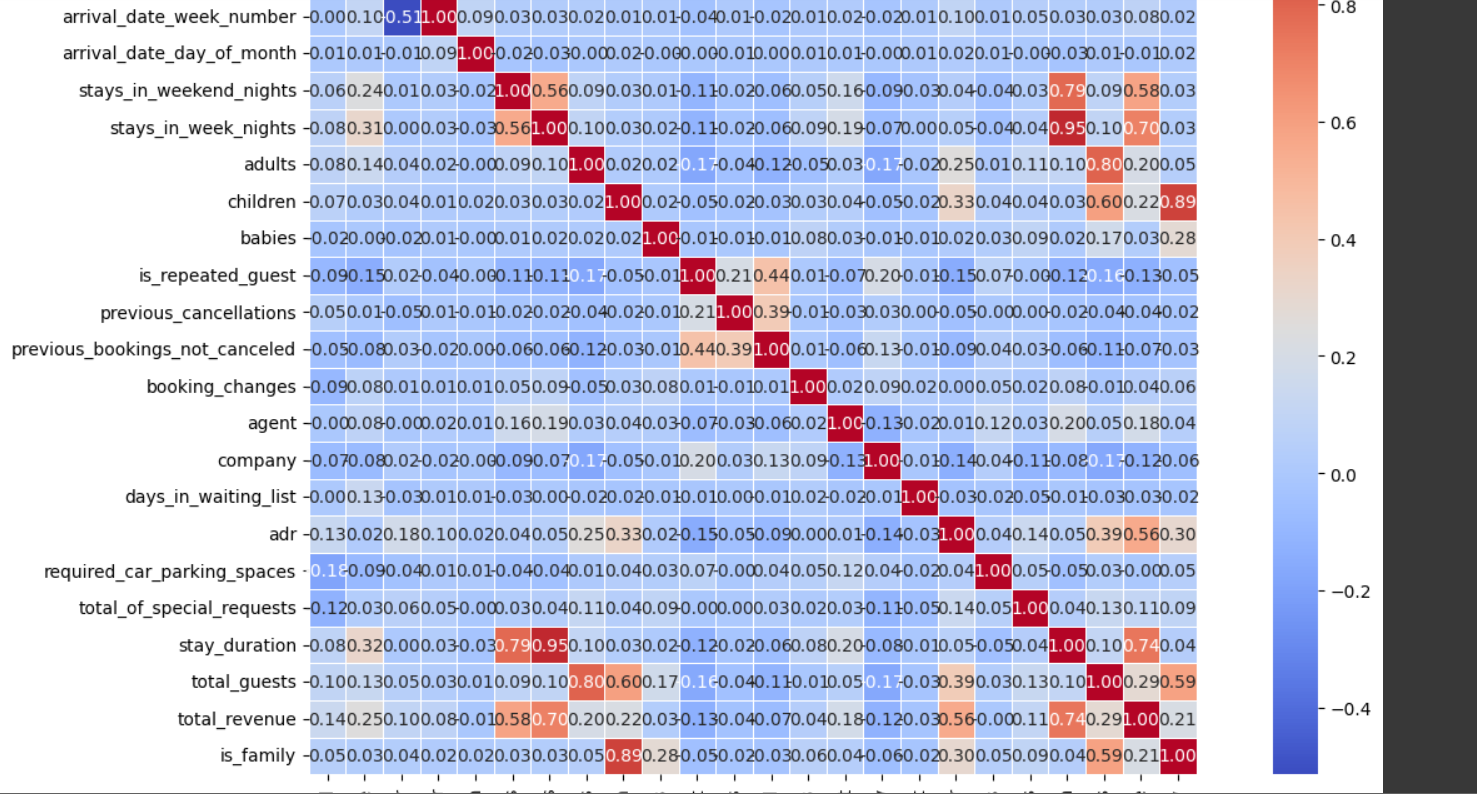 arrival_date_week_number 0.00 0.10 -0.51 1.00 0.09 0.03 0.03 0.02 0.01 0.01 -0.04 0.01 -0.02 0.01 0.02 -0.02 0.01 0.10 0.01 0.05 0.03 0.03 0.08 0.02 0.8
arrival_date_day_of_month -0.01 0.01 -0.01 0.09 1.00 -0.02 -0.03 -0.00 0.02 -0.00 -0.00 -0.01 0.00 0.01 0.01 -0.00 0.01 0.02 0.01 -0.00 -0.03 -0.01 -0.01 0.02
stays_in_weekend_nights -0.06 0.24 0.01 0.03 -0.02 1.00 0.56 0.09 0.03 0.01 -0.11 -0.02 -0.06 0.05 0.16 -0.09 -0.03 0.04 -0.04 0.03 0.79 0.09 0.58 0.03
stays_in_week_nights -0.08 0.31 0.00 0.03 -0.03 0.56 1.00 0.10 0.03 0.02 -0.11 -0.02 -0.06 0.09 0.19 -0.07 0.00 0.05 -0.04 0.04 0.95 0.10 0.70 0.03 0.6
adults -0.08 0.14 0.04 0.02 -0.00 0.09 0.10 1.00 0.02 0.02 -0.17 -0.04 -0.12 -0.05 0.03 -0.17 -0.02 0.25 0.01 0.11 0.10 0.80 0.20 0.05
children -0.07 0.03 0.04 0.01 0.02 0.03 0.03 0.02 1.00 0.02 -0.05 -0.02 -0.03 0.03 0.04 -0.05 -0.02 0.33 0.04 0.04 0.03 0.60 0.22 0.89
babies -0.02 -0.00 -0.02 0.01 -0.00 0.01 0.02 0.02 0.02 1.00 -0.01 -0.01 -0.01 0.08 0.03 -0.01 -0.01 0.02 0.03 0.09 0.02 0.17 0.03 0.28 0.4
is_repeated_guest -0.09 -0.15 0.02 -0.04 -0.00 -0.11 -0.11 -0.17 -0.05 -0.01 1.00 0.21 0.44 0.01 -0.07 0.20 -0.01 -0.15 0.07 -0.00 -0.12 -0.16 -0.13 -0.05
previous_cancellations -0.05 0.01 -0.05 0.01 -0.01 -0.02 -0.02 -0.04 -0.02 -0.01 0.21 1.00 0.39 -0.01 -0.03 0.03 0.00 -0.05 -0.00 0.00 -0.02 -0.04 -0.04 -0.02
previous_bookings_not_canceled -0.05 -0.08 0.03 -0.02 0.00 -0.06 -0.06 -0.12 -0.03 -0.01 0.44 0.39 1.00 0.01 -0.06 0.13 -0.01 -0.09 0.04 0.03 -0.06 -0.11 -0.07 -0.03 0.2
booking_changes -0.09 0.08 0.01 0.01 0.01 0.05 0.09 -0.05 0.03 0.08 0.01 -0.01 0.01 1.00 0.02 0.09 0.02 0.00 0.05 0.02 0.08 -0.01 0.04 0.06
agent -0.00 0.08 -0.00 0.02 0.01 0.16 0.19 0.03 0.04 0.03 -0.07 -0.03 -0.06 0.02 1.00 -0.13 -0.02 0.01 0.12 0.03 0.20 0.05 0.18 0.04
company -0.07 -0.08 0.02 -0.02 -0.00 -0.09 -0.07 -0.17 -0.05 -0.01 0.20 0.03 0.13 0.09 -0.13 1.00 -0.01 -0.14 0.04 -0.11 -0.08 -0.17 -0.12 -0.06 0.0
days_in_waiting_list -0.00 0.13 -0.03 0.01 0.01 -0.03 0.00 -0.02 -0.02 -0.01 -0.01 0.00 -0.01 0.02 -0.02 -0.01 1.00 -0.03 -0.02 -0.05 -0.01 -0.03 -0.03 -0.02
adr -0.13 0.02 0.18 0.10 0.02 0.04 0.05 0.25 0.33 0.02 -0.15 -0.05 -0.09 0.00 0.01 -0.14 -0.03 1.00 0.04 0.14 0.05 0.39 0.56 0.30
required_car_parking_spaces -0.18 -0.09 -0.04 0.01 0.01 -0.04 -0.04 0.01 0.04 0.03 0.07 -0.00 0.04 0.05 0.12 0.04 -0.02 0.04 1.00 0.05 -0.05 0.03 -0.00 0.05
−0.2
total_of_special_requests -0.12 0.03 0.06 0.05 -0.00 0.03 0.04 0.11 0.04 0.09 -0.00 0.00 0.03 0.02 0.03 -0.11 -0.05 0.14 0.05 1.00 0.04 0.13 0.11 0.09
stay_duration -0.08 0.32 0.00 0.03 -0.03 0.79 0.95 0.10 0.03 0.02 -0.12 -0.02 -0.06 0.08 0.20 -0.08 -0.01 0.05 -0.05 0.04 1.00 0.10 0.74 0.04
total_guests -0.10 0.13 0.05 0.03 -0.01 0.09 0.10 0.80 0.60 0.17 -0.16 -0.04 -0.11 -0.01 0.05 -0.17 -0.03 0.39 0.03 0.13 0.10 1.00 0.29 0.59
total_revenue -0.14 0.25 0.10 0.08 -0.01 0.58 0.70 0.20 0.22 0.03 -0.13 -0.04 -0.07 0.04 0.18 -0.12 -0.03 0.56 -0.00 0.11 0.74 0.29 1.00 0.21 −0.4
is_family -0.05 0.03 0.04 0.02 0.02 0.03 0.03 0.05 0.89 0.28 -0.05 -0.02 -0.03 0.06 0.04 -0.06 -0.02 0.30 0.05 0.09 0.04 0.59 0.21 1.00